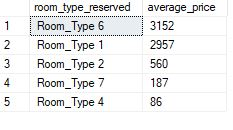 room_type_reserved average_price
1 Room_Type 6 3152
2 Room_Type 1 2957
3 Room_Type 2 560
4 Room_Type 7 187
5 Room_Type 4 86